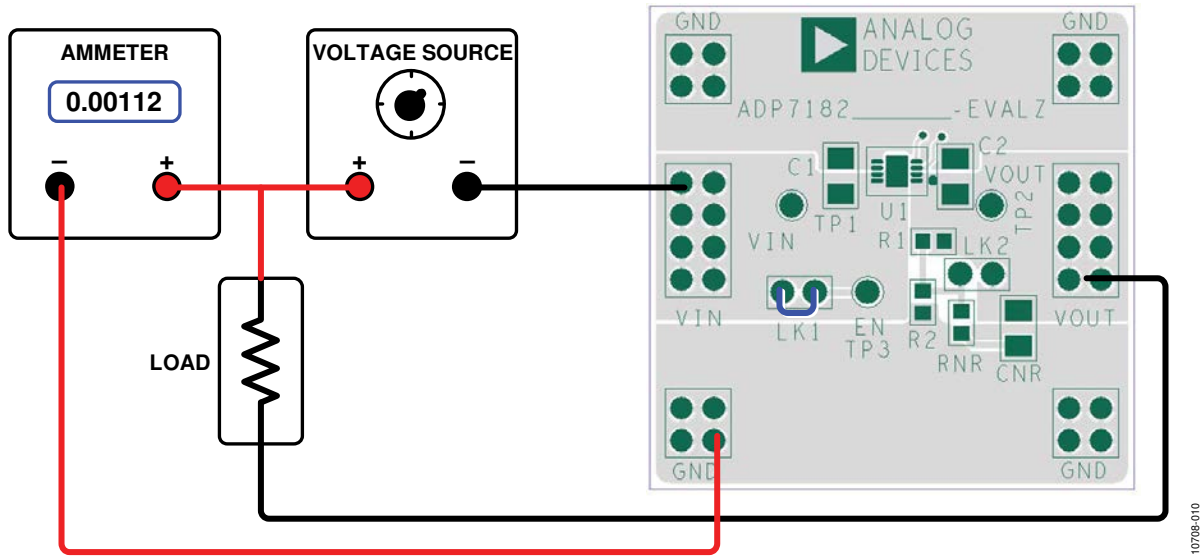 AMMETER
0.00112
– +
VOLTAGE SOURCE
+ –
LOAD
GND
ANALOG
DEVICES
GND
ADP7182________-EVALZ
C1
C2
VOUT
TP2
U1
TP1
VIN
R1
LK2
VIN
LK1
EN
TP3
R2
RNR
CNR
VOUT
GND
GND
10708-010